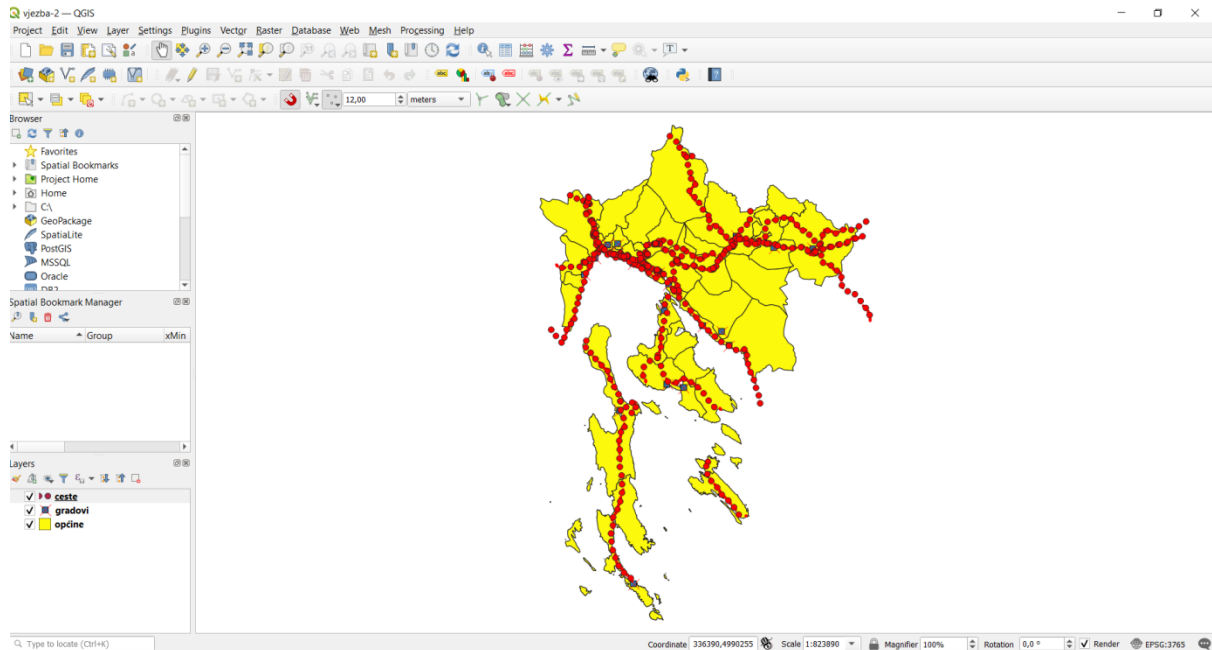 vjezba-2 — QGIS
Project Edit View Layer Settings Plugins Vector Raster Database Web Mesh Processing Help
12,00 meters
Browser
Favorites
Spatial Bookmarks
Project Home
Home
C:\
GeoPackage
SpatiaLite
PostGIS
MSSQL
Oracle
DB2
Spatial Bookmark Manager
Name Group xMin
Layers
ceste
gradovi
općine
Type to locate (Ctrl+K) Coordinate 336390,4990255 Scale 1:823890 Magnifier 100% Rotation 0,0 ° Render EPSG:3765